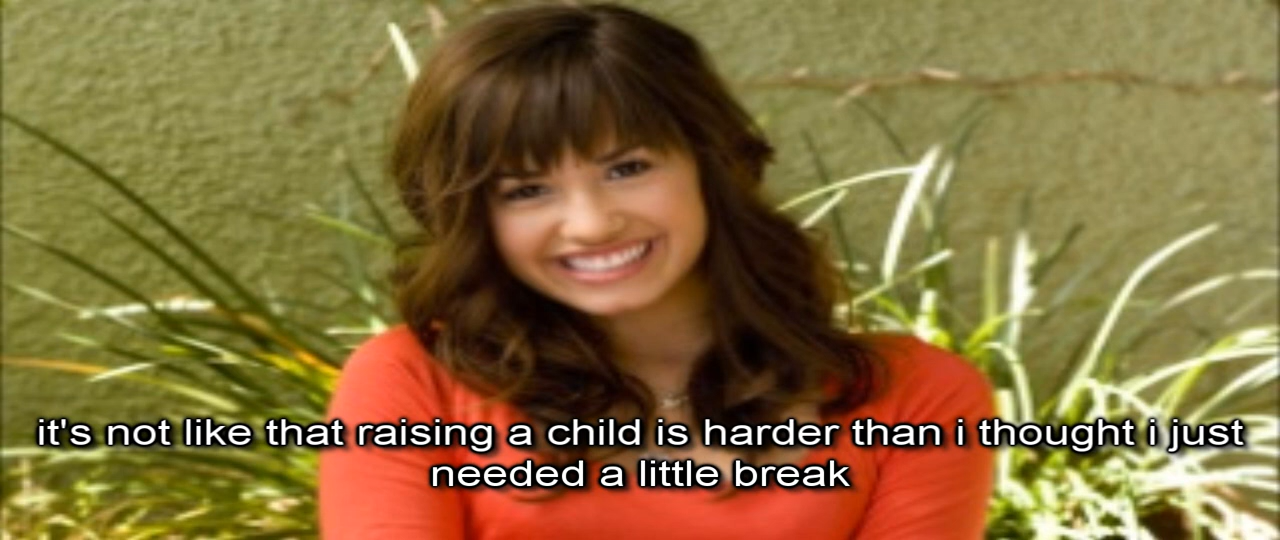 it's not like that raising a child is harder than i thought i just
needed a little break